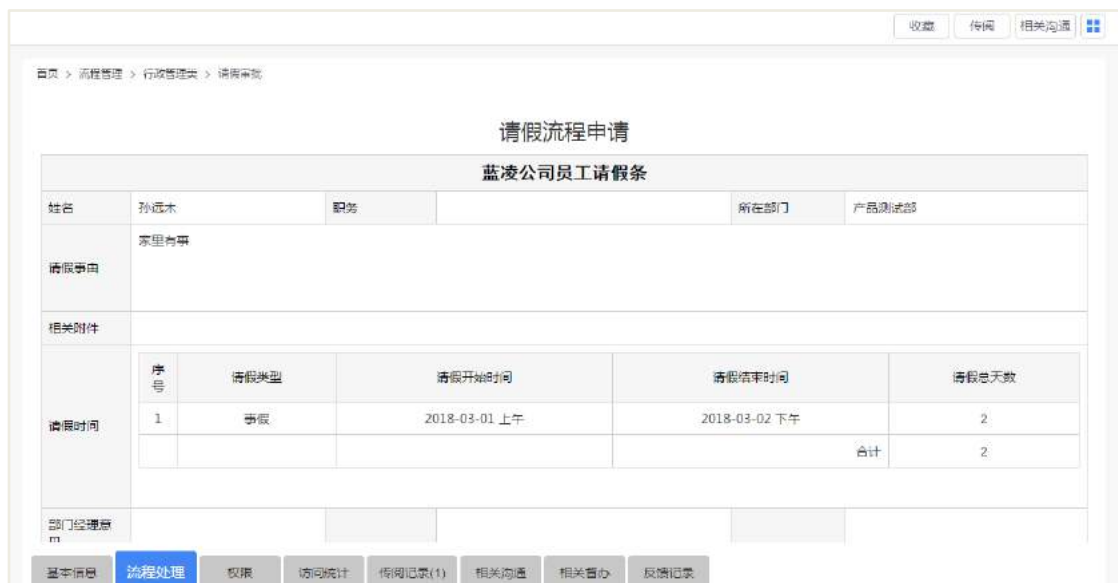 收藏 传阅 相关沟通
首页 > 流程管理 > 行政管理类 > 请假审批
请假流程申请
蓝凌公司员工请假条
姓名 孙远木 职务 所在部门 产品测试部
家里有事
请假事由
相关附件
序号 请假类型 请假开始时间 请假结束时间 请假总天数
请假时间
1 事假 2018-03-01 上午 2018-03-02 下午 2
合计 2
部门经理意见
基本信息 流程处理 权限 访问统计 传阅记录(1) 相关沟通 相关督办 反馈记录